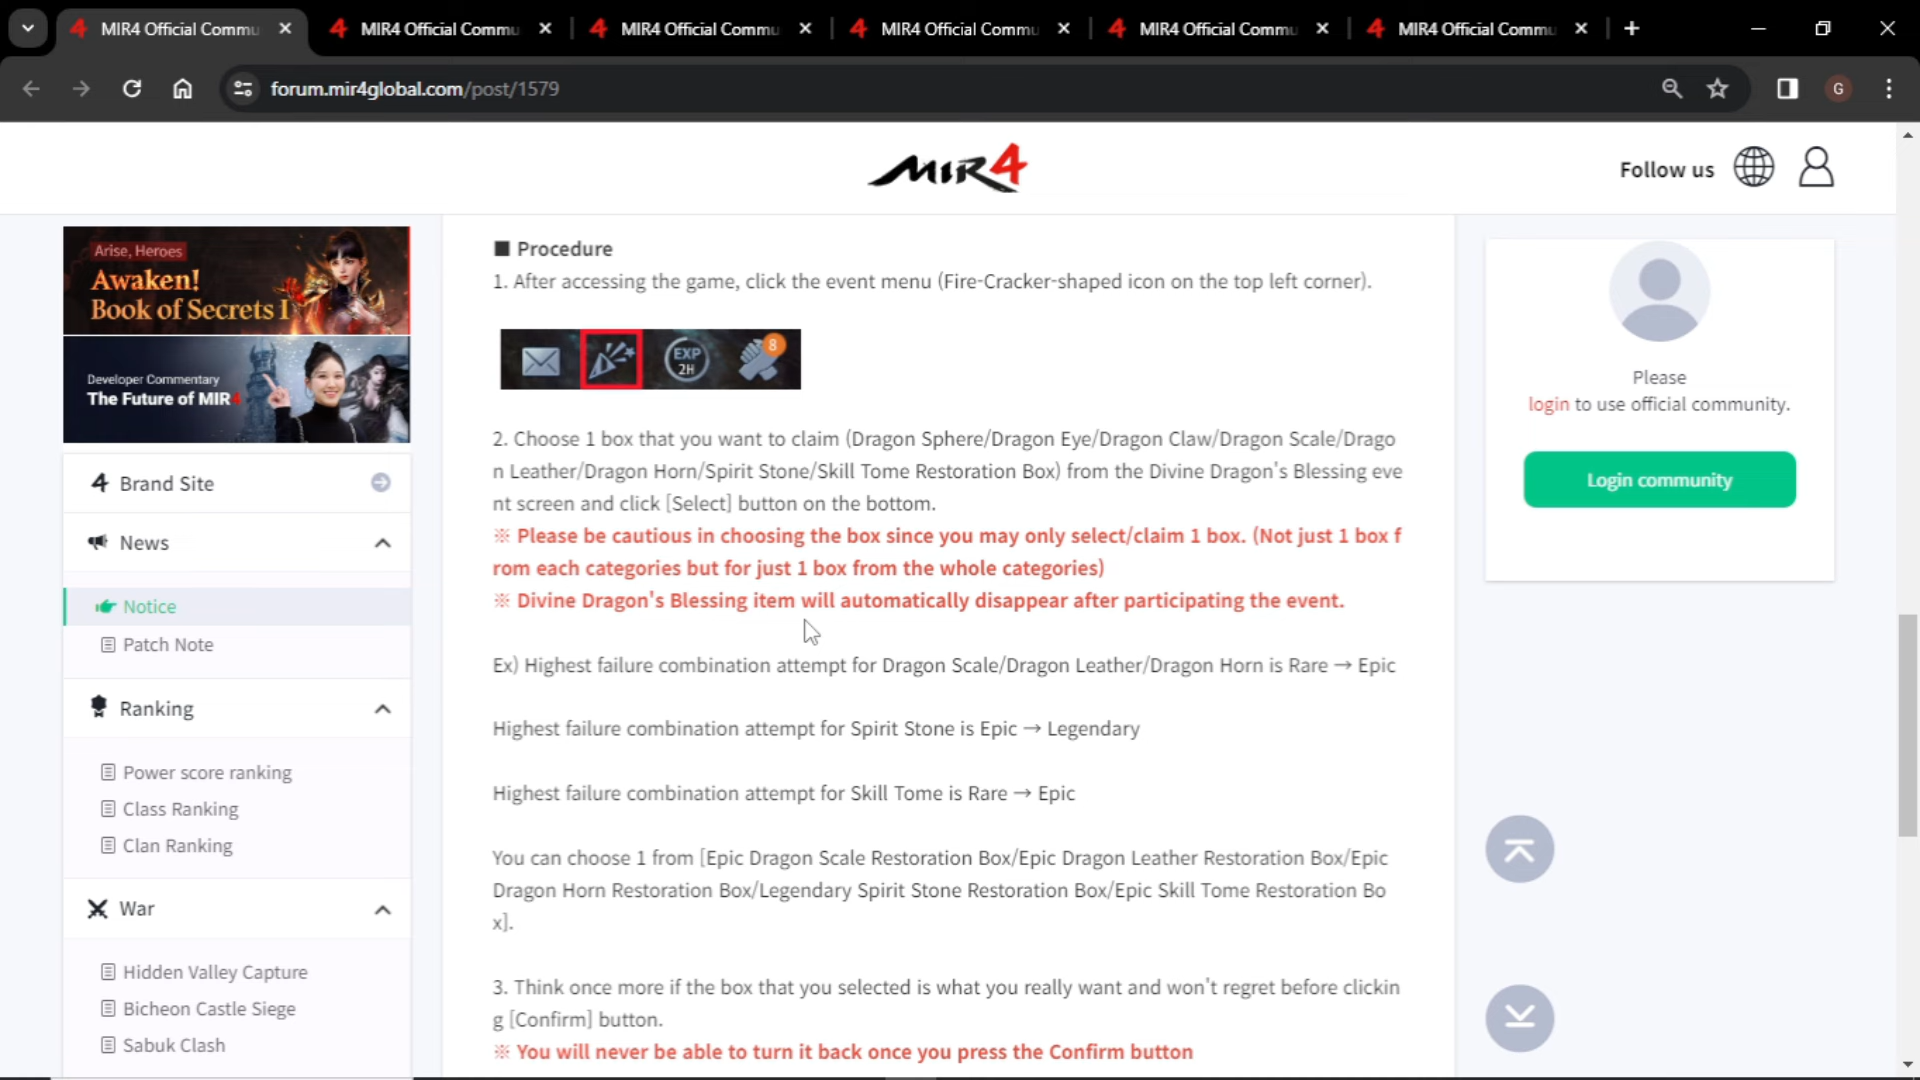 MIR4 Official Commu
MIR4 Official Commu
MIR4 Official Commu
MIR4 Official Commu
MIR4 Official Commu
MIR4 Official Commu
forum.mir4global.com/post/1579
G
MIR4
Follow us
Arise, Heroes
Awaken!
Book of Secrets I
Developer Commentary
The Future of MIR4
4 Brand Site
News
Notice
Patch Note
Ranking
Power score ranking
Class Ranking
Clan Ranking
War
Hidden Valley Capture
Bicheon Castle Siege
Sabuk Clash
■ Procedure
1. After accessing the game, click the event menu (Fire-Cracker-shaped icon on the top left corner).
EXP
2H
8
2. Choose 1 box that you want to claim (Dragon Sphere/Dragon Eye/Dragon Claw/Dragon Scale/Drago
n Leather/Dragon Horn/Spirit Stone/Skill Tome Restoration Box) from the Divine Dragon's Blessing eve
nt screen and click [Select] button on the bottom.
※ Please be cautious in choosing the box since you may only select/claim 1 box. (Not just 1 box f
rom each categories but for just 1 box from the whole categories)
※ Divine Dragon's Blessing item will automatically disappear after participating the event.
Ex) Highest failure combination attempt for Dragon Scale/Dragon Leather/Dragon Horn is Rare → Epic
Highest failure combination attempt for Spirit Stone is Epic → Legendary
Highest failure combination attempt for Skill Tome is Rare → Epic
You can choose 1 from [Epic Dragon Scale Restoration Box/Epic Dragon Leather Restoration Box/Epic
Dragon Horn Restoration Box/Legendary Spirit Stone Restoration Box/Epic Skill Tome Restoration Bo
x].
3. Think once more if the box that you selected is what you really want and won't regret before clickin
g [Confirm] button.
※ You will never be able to turn it back once you press the Confirm button
Please
login to use official community.
Login community